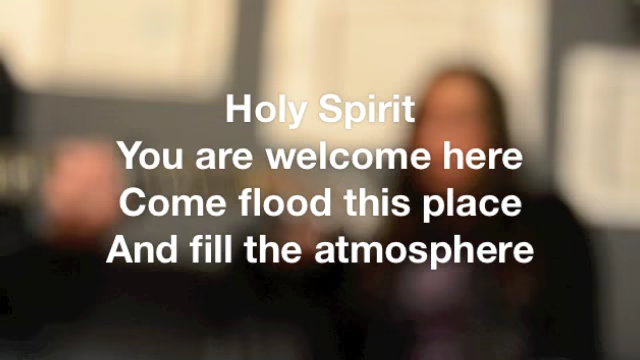 Holy Spirit
You are welcome here
Come flood this place
And fill the atmosphere